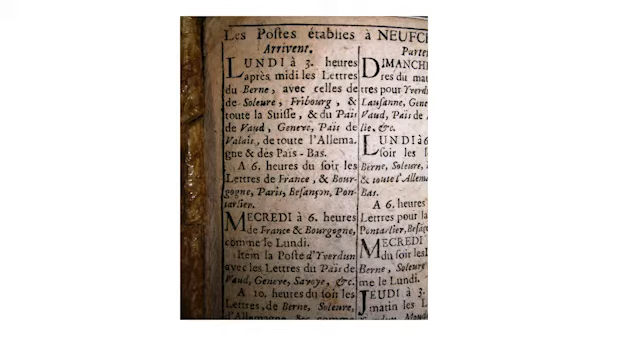 Les Postes établies à NEUFC
Arrivent.
LUNDI à 3. heures
après midi les Lettres
du Berne, avec celles de
de Soleure, Fribourg, &
toute la Suisse, & du Païs
de Vaud, Geneve, Païs de
Valais, de toute l'Allema-
gne & des Païs-Bas.
A 6. heures du soir les
Lettres de France, & Bour-
gogne, Paris, Besançon, Pon-
tarlier.
MECREDI à 6. heures
de France & Bourgogne,
comme le Lundi.
Item la Poste d'Yverdun
avec les Lettres du Païs de
Vaud, Geneve, Savoye, &c.
A 10. heures du soir les
Lettres, de Berne, Soleure,
d'Allemagne & comme
Parte
DIMANCHE
res du mat
tres pour Yverdu
Lausanne, Gene
Vaud, Païs de
lie, &c.
LUNDI à 6
soir les l
Berne, Soleure,
& toute l'Allem
Bas.
A 6. heures
Lettres pour la
Pontarlier, Besaç
MECREDI
du soir les
Berne, Soleure
me le Lundi.
JEUDI à 3.
matin les L